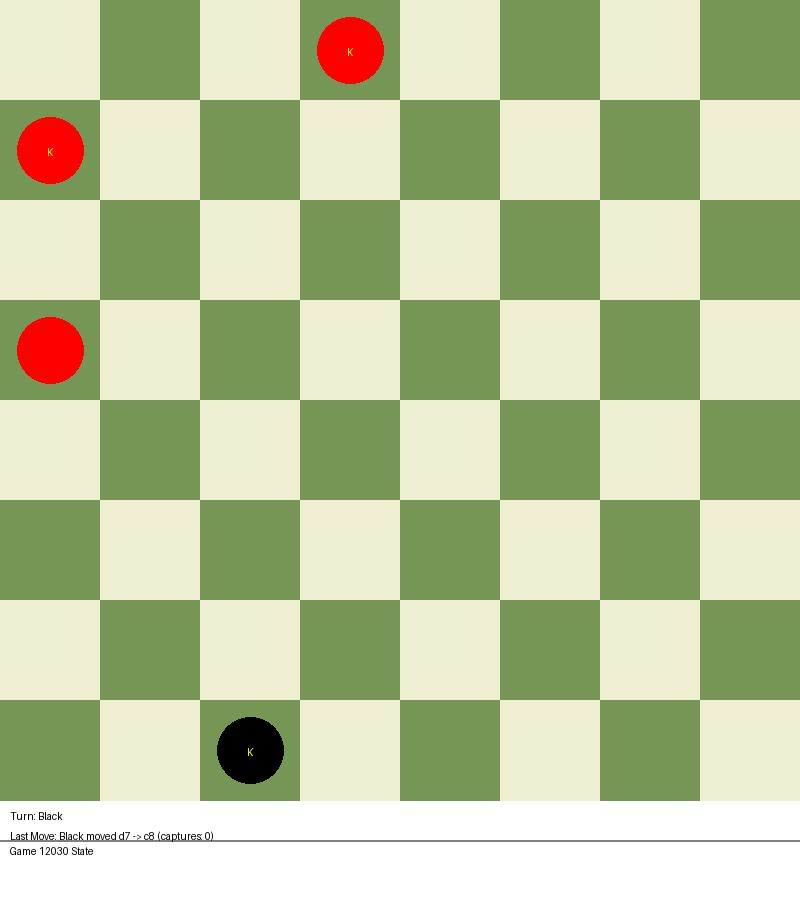 K
K
K
Turn: Black
Last Move: Black moved d7 -> c8 (captures: 0)
Game 12030 State